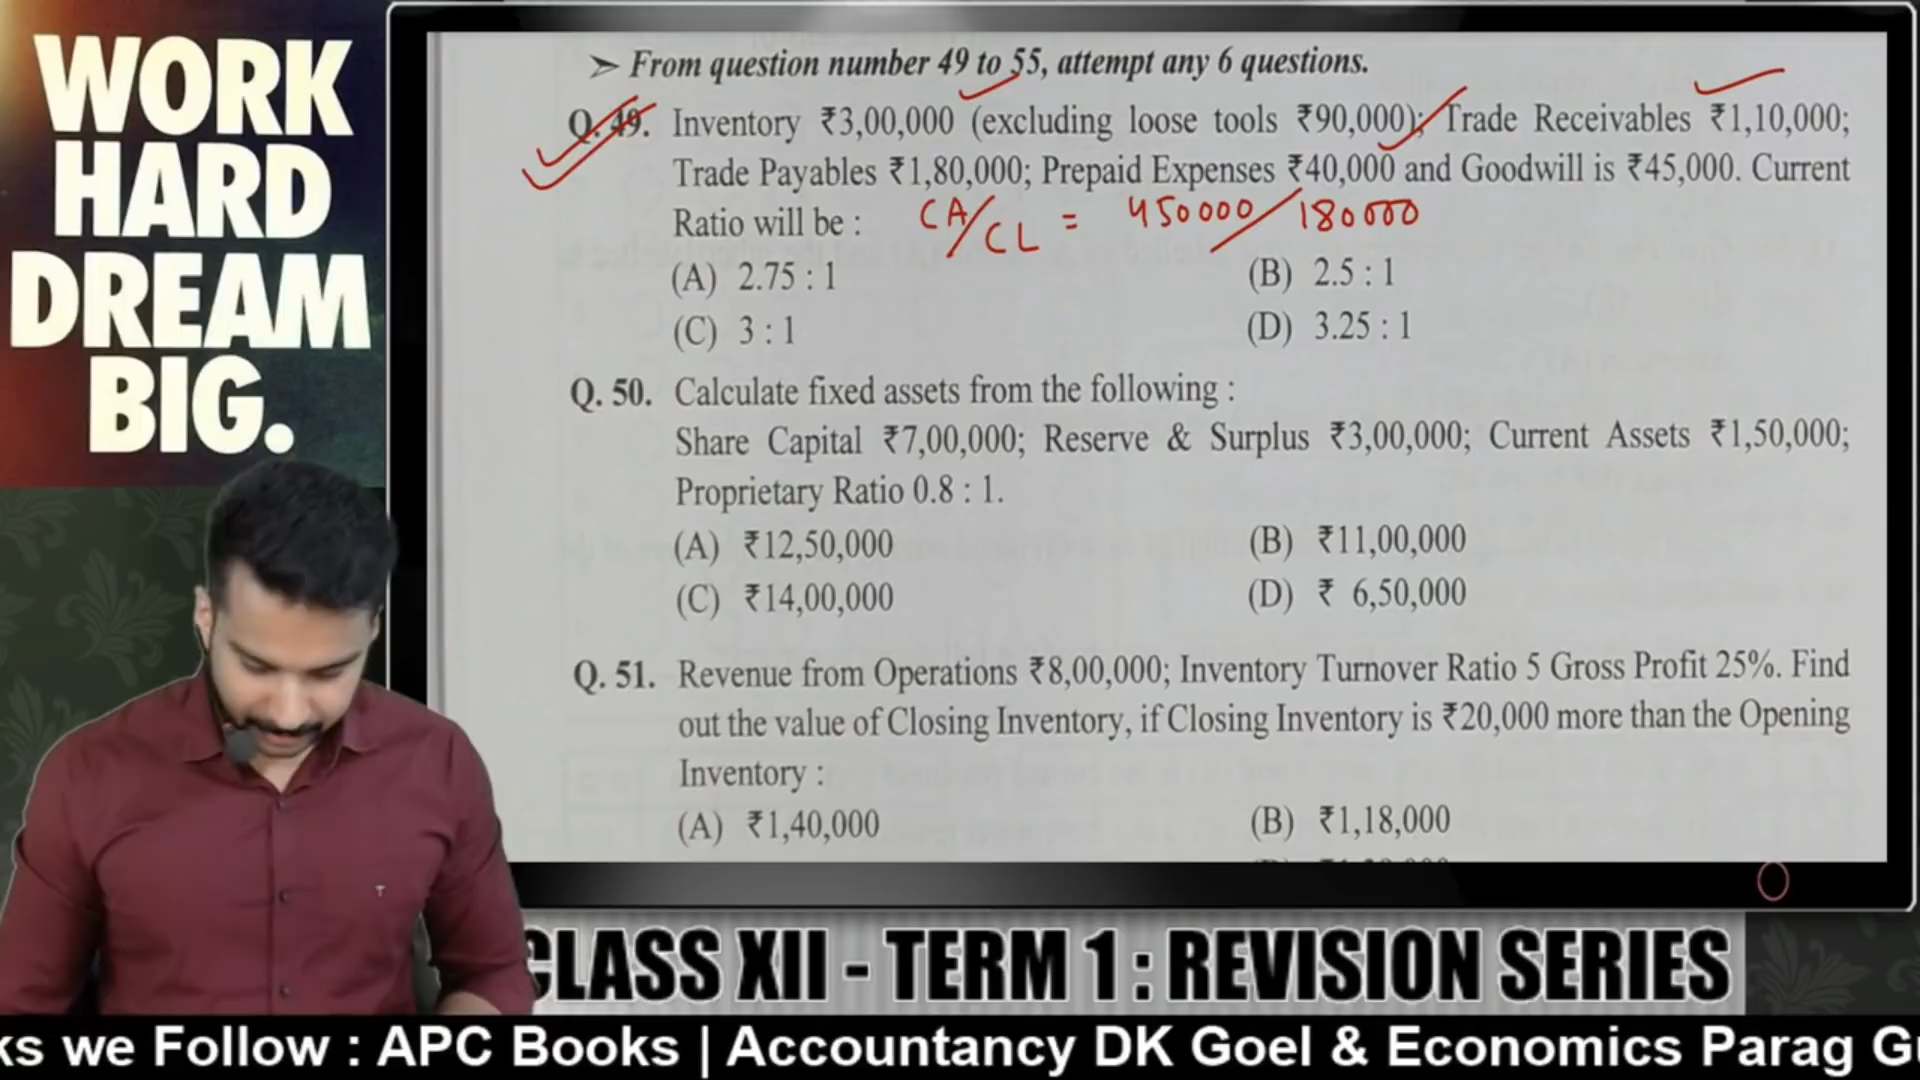 WORK
HARD
DREAM
BIG.
➢ From question number 49 to 55, attempt any 6 questions.
Q. 49. Inventory ₹3,00,000 (excluding loose tools ₹90,000); Trade Receivables ₹1,10,000;
Trade Payables ₹1,80,000; Prepaid Expenses ₹40,000 and Goodwill is ₹45,000. Current
Ratio will be : CA/CL = 450000/180000
(A) 2.75 : 1 (B) 2.5 : 1
(C) 3 : 1 (D) 3.25 : 1
Q. 50. Calculate fixed assets from the following :
Share Capital ₹7,00,000; Reserve & Surplus ₹3,00,000; Current Assets ₹1,50,000;
Proprietary Ratio 0.8 : 1.
(A) ₹12,50,000 (B) ₹11,00,000
(C) ₹14,00,000 (D) ₹ 6,50,000
Q. 51. Revenue from Operations ₹8,00,000; Inventory Turnover Ratio 5 Gross Profit 25%. Find
out the value of Closing Inventory, if Closing Inventory is ₹20,000 more than the Opening
Inventory :
(A) ₹1,40,000 (B) ₹1,18,000
CLASS XII - TERM 1 : REVISION SERIES
ks we Follow : APC Books | Accountancy DK Goel & Economics Parag G